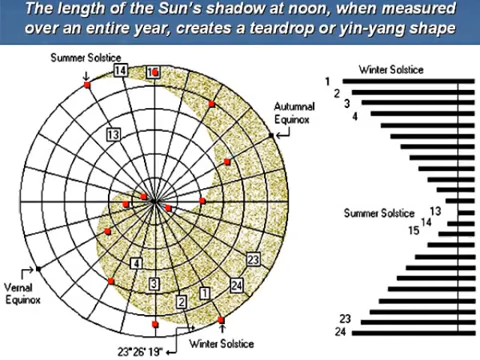 The length of the Sun's shadow at noon, when measured
over an entire year, creates a teardrop or yin-yang shape
Summer Solstice
14
13
Autumnal
Equinox
Vernal
Equinox
4
3
2
1
24
23
23° 26' 19"
Winter Solstice
Winter Solstice
1
2
3
4
Summer Solstice
13
14
15
23
24